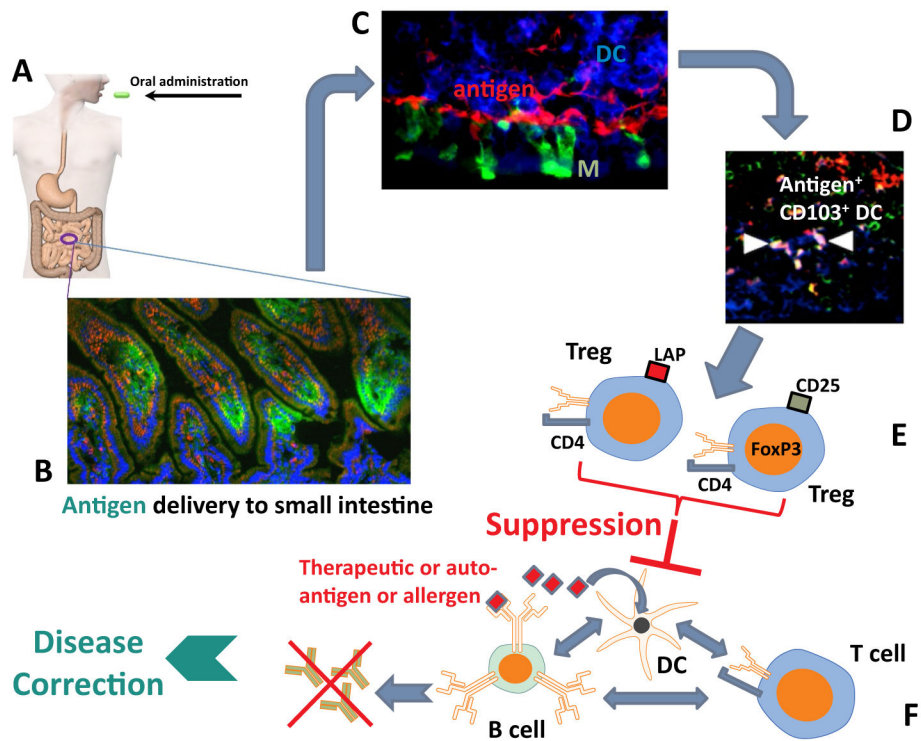 A
Oral administration
B
Antigen delivery to small intestine
C
DC
antigen
M
D
Antigen⁺
CD103⁺ DC
Treg
LAP
CD4
CD25
FoxP3
CD4
Treg
E
Suppression
Therapeutic or auto-
antigen or allergen
DC
T cell
B cell
F
Disease
Correction